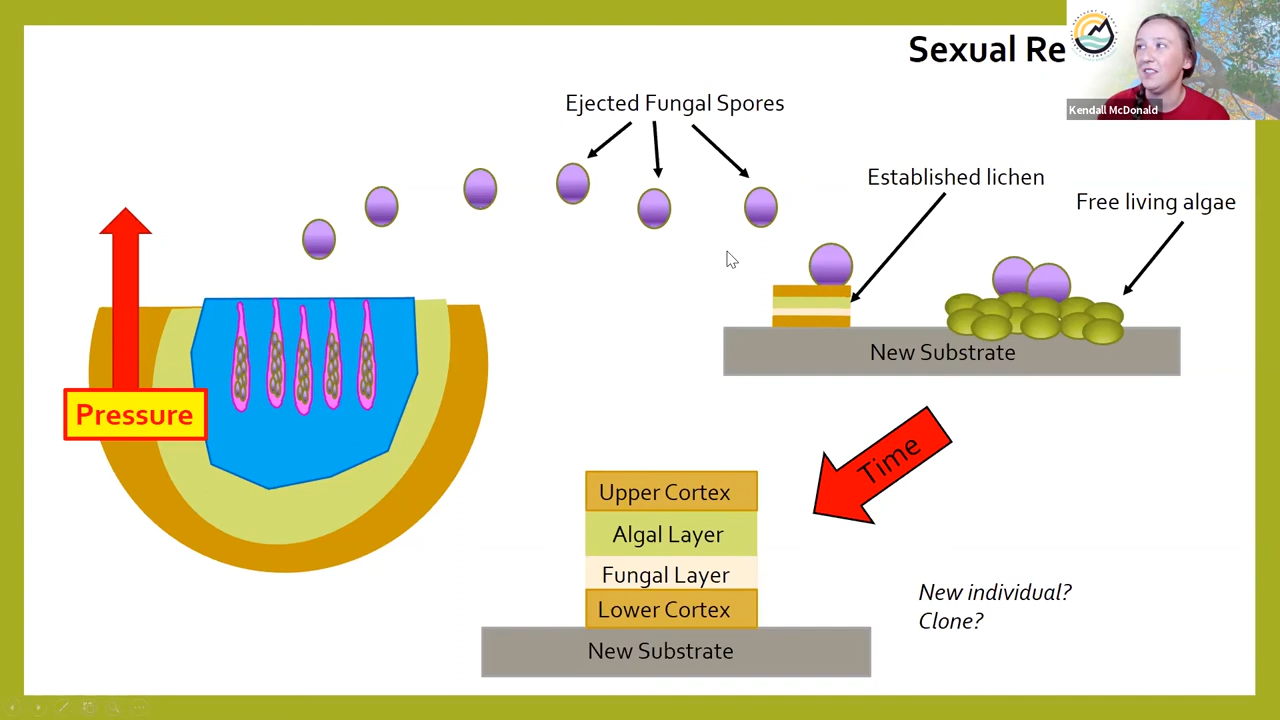 Sexual Re
Kendall McDonald
Ejected Fungal Spores
Established lichen
Free living algae
New Substrate
Pressure
Time
Upper Cortex
Algal Layer
Fungal Layer
Lower Cortex
New Substrate
New individual?
Clone?